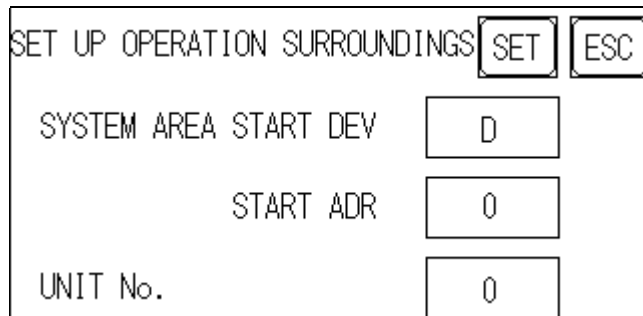 SET UP OPERATION SURROUNDINGS SET ESC
SYSTEM AREA START DEV D
START ADR 0
UNIT No. 0